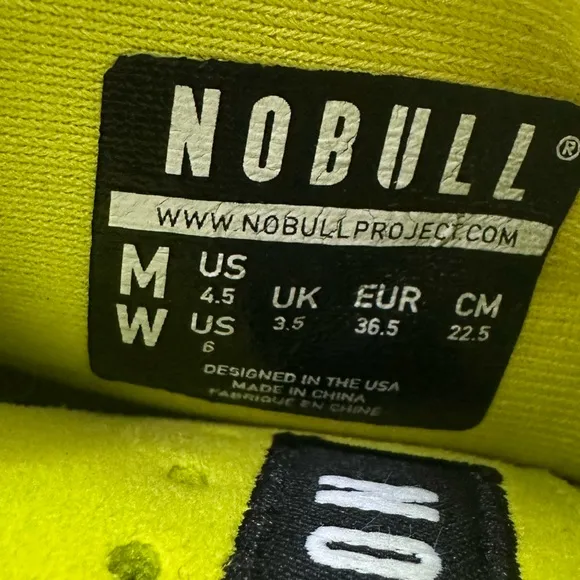 NOBULL®
WWW.NOBULLPROJECT.COM
M US 4.5 UK 3.5 EUR 36.5 CM 22.5
W US 6
DESIGNED IN THE USA
MADE IN CHINA
FABRIQUE EN CHINE
NO